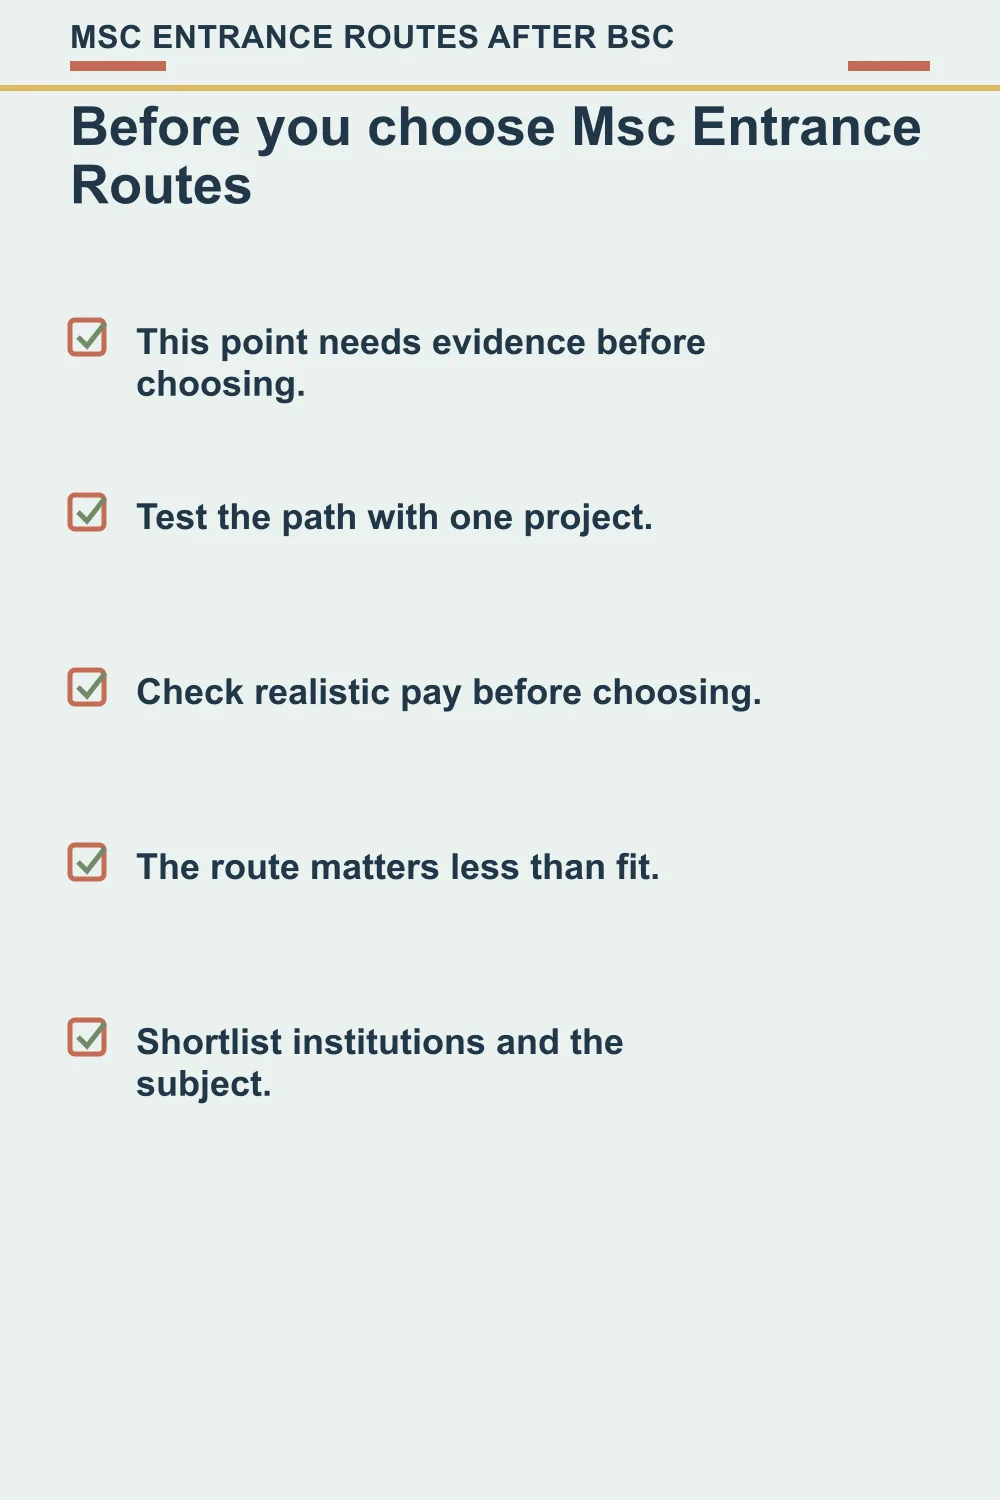 MSC ENTRANCE ROUTES AFTER BSC
Before you choose Msc Entrance
Routes
This point needs evidence before
choosing.
Test the path with one project.
Check realistic pay before choosing.
The route matters less than fit.
Shortlist institutions and the
subject.